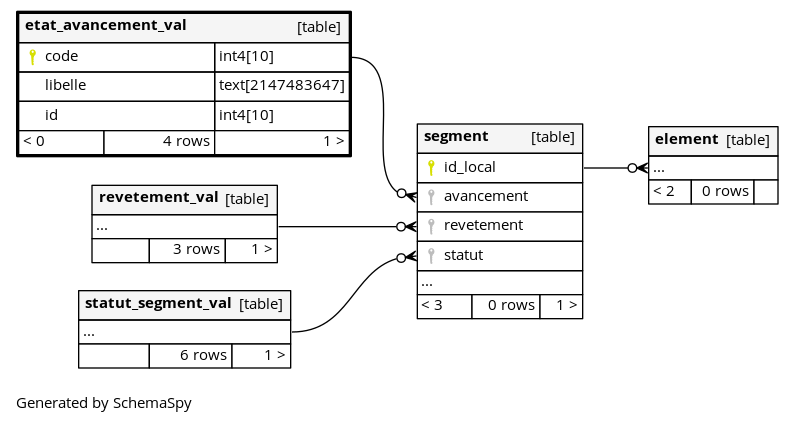 etat_avancement_val [table]
code int4[10]
libelle text[2147483647]
id int4[10]
< 0 4 rows 1 >
revetement_val [table]
...
3 rows 1 >
statut_segment_val [table]
...
6 rows 1 >
segment [table]
id_local
avancement
revetement
statut
...
< 3 0 rows 1 >
element [table]
...
< 2 0 rows
Generated by SchemaSpy